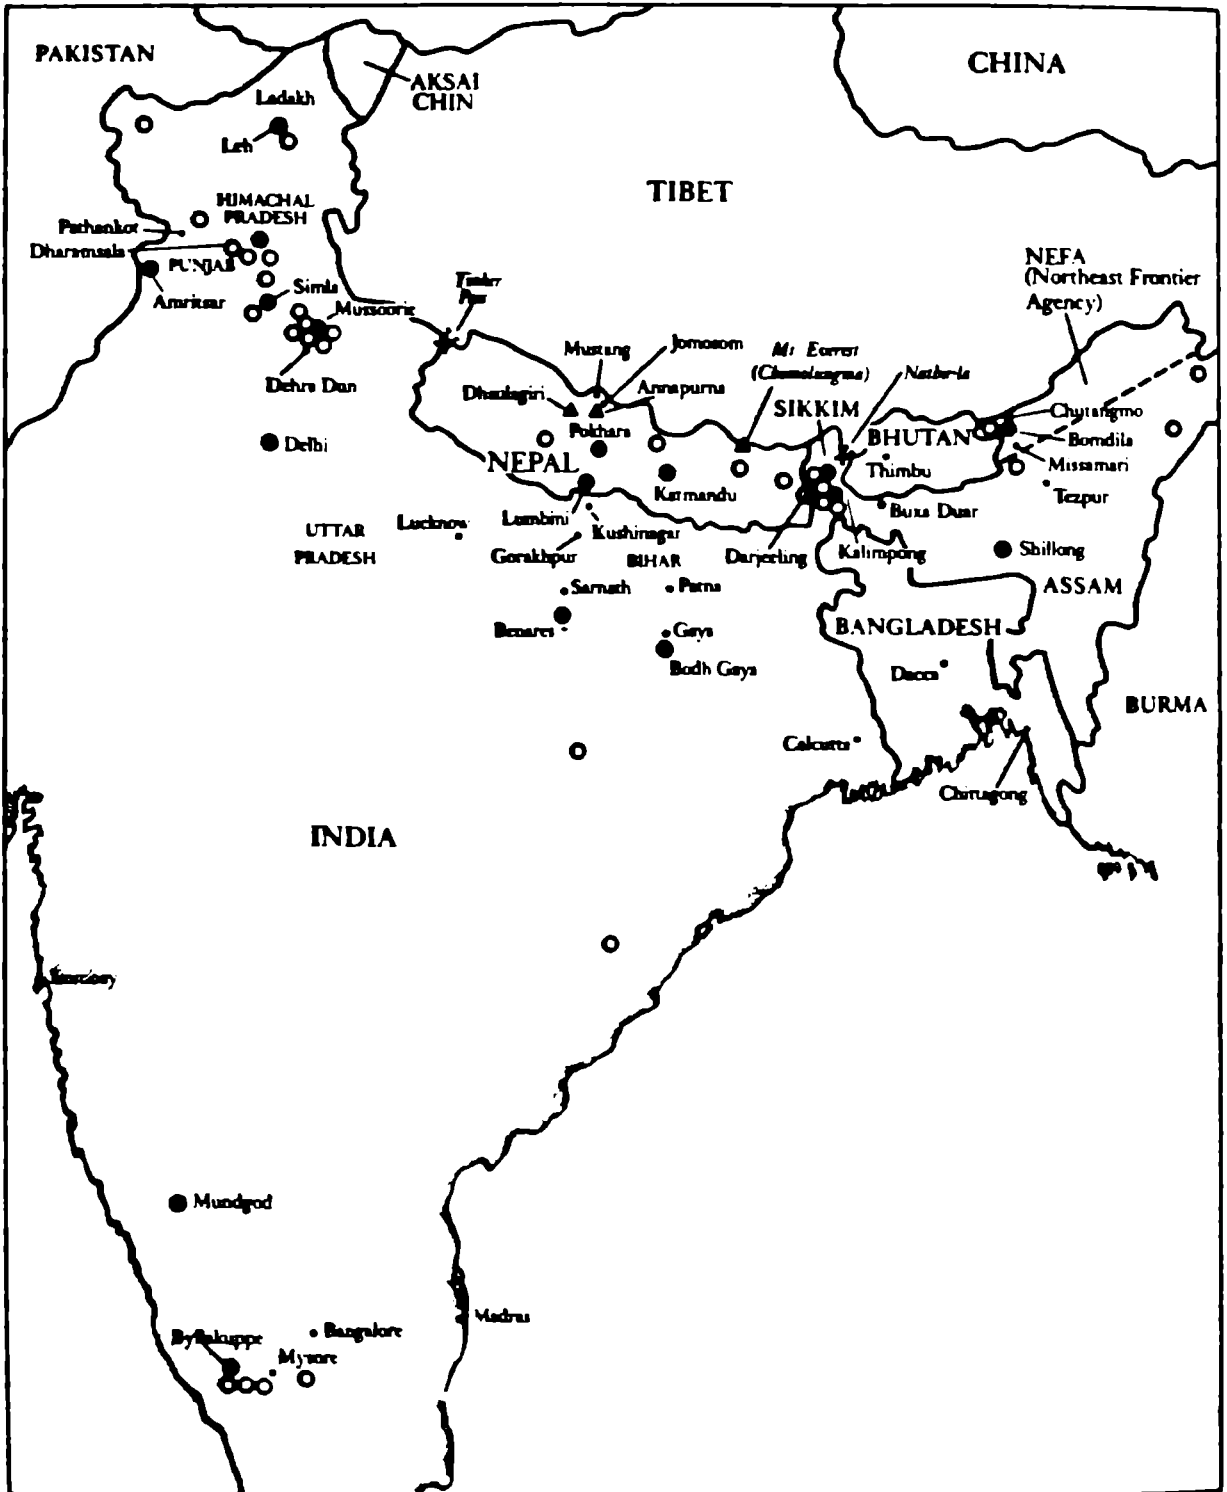 PAKISTAN
CHINA
AKSAI
CHIN
Ladakh
Leh
TIBET
HIMACHAL
PRADESH
Pathankot
Dharamsala
PUNJAB
NEFA
(Northeast Frontier
Agency)
Amritsar
Simla
Mussoorie
Pass
Mustang
Jomosom
Mt Everest
(Chomolungma)
Dehra Dun
Dhaulagiri
Annapurna
SIKKIM
Chutangmo
Delhi
Pokhara
BHUTAN
Bomdila
NEPAL
Thimbu
Missamari
Katmandu
Tezpur
Lumbini
Buxa Duar
UTTAR
PRADESH
Lucknow
Kushinagar
Gorakhpur
BIHAR
Darjeeling
Kalimpong
Shillong
Sarnath
Patna
ASSAM
Benares
Gaya
BANGLADESH
Bodh Gaya
Dacca
BURMA
Calcutta
Chittagong
INDIA
Mundgod
Madras
Bylakuppe
Bangalore
Mysore